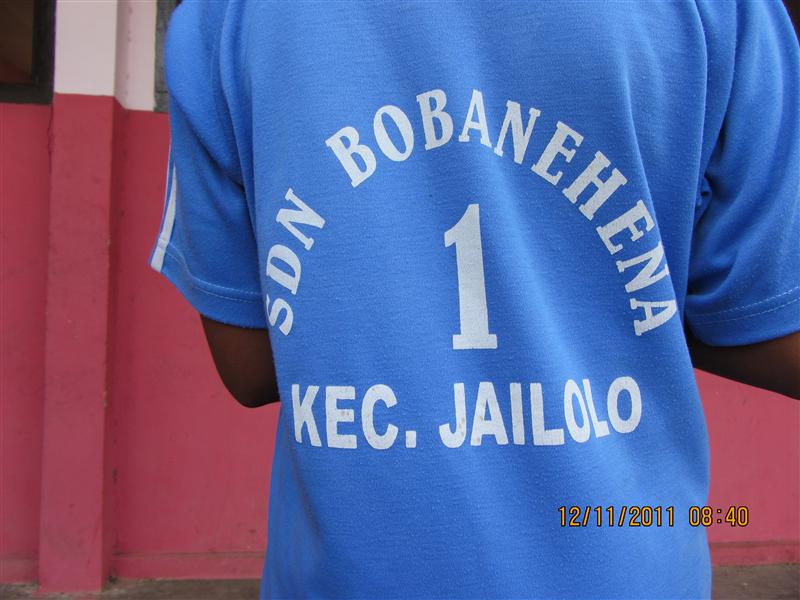 SDN BOBANEHENA
1
KEC. JAILOLO
12/11/2011 08:40